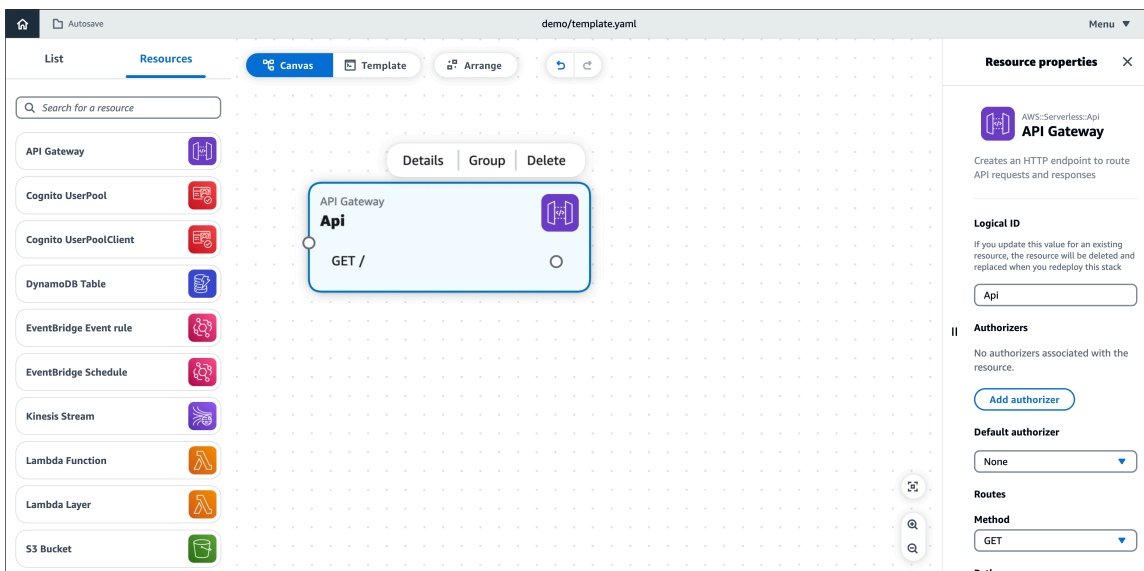 Autosave
demo/template.yaml
Menu
List
Resources
Search for a resource
API Gateway
Cognito UserPool
Cognito UserPoolClient
DynamoDB Table
EventBridge Event rule
EventBridge Schedule
Kinesis Stream
Lambda Function
Lambda Layer
S3 Bucket
Canvas
Template
Arrange
Details
Group
Delete
API Gateway
Api
GET /
Resource properties
AWS::Serverless::Api
API Gateway
Creates an HTTP endpoint to route
API requests and responses
Logical ID
If you update this value for an existing
resource, the resource will be deleted and
replaced when you redeploy this stack
Api
Authorizers
No authorizers associated with the
resource.
Add authorizer
Default authorizer
None
Routes
Method
GET